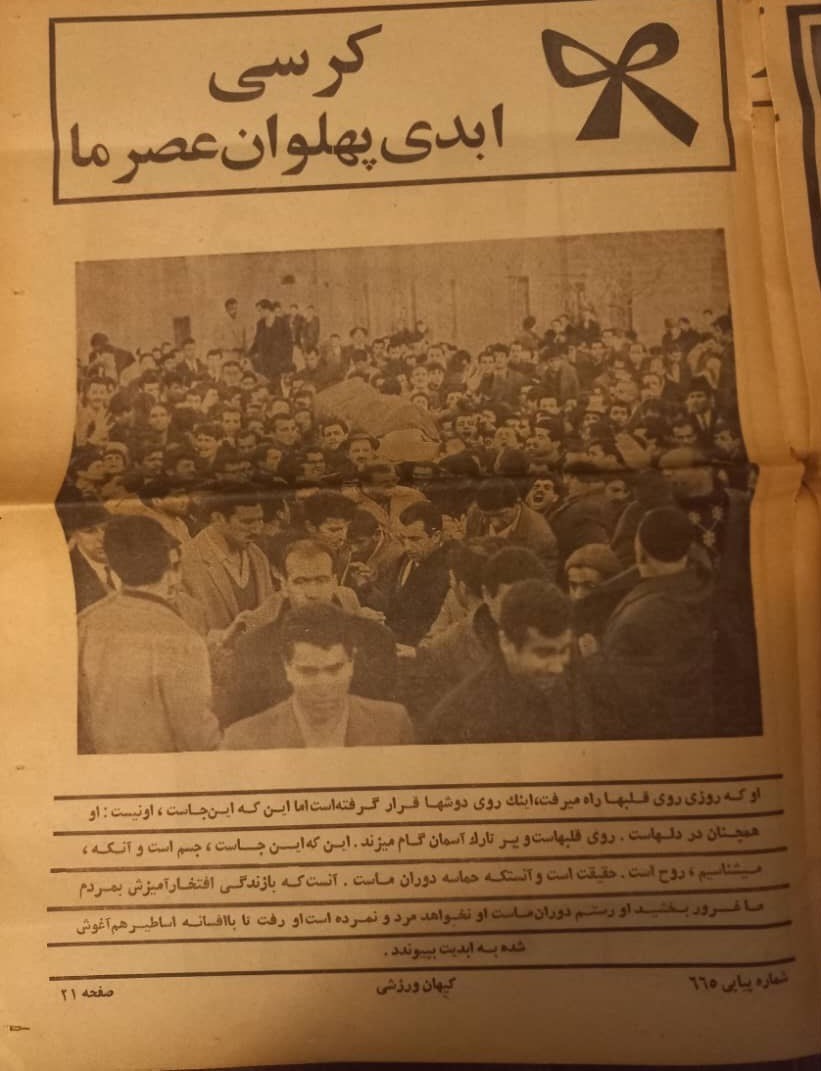 کرسی
ابدی پهلوان عصر ما
او که روزی روی قلبها راه میرفت، اینك روی دوشها قرار گرفته است اما این که این‌جاست ، او نیست : او
همچنان در دلهاست . روی قلبهاست و بر تارك آسمان گام میزند . این که این جاست ، جسم است و آنکه ،
میشناسیم ، روح است . حقیقت است و آنستکه حماسه دوران ماست . آنست که بازندگی افتخارآمیزش بمردم
ما غرور بخشید او رستم دوران ماست او نخواهد مرد و نمرده است او رفت تا باافسانه اساطیر هم‌آغوش
شده به ابدیت بپیوندد .
شماره پیاپی ٦٦٥ کیهان ورزشی صفحه ۲۱